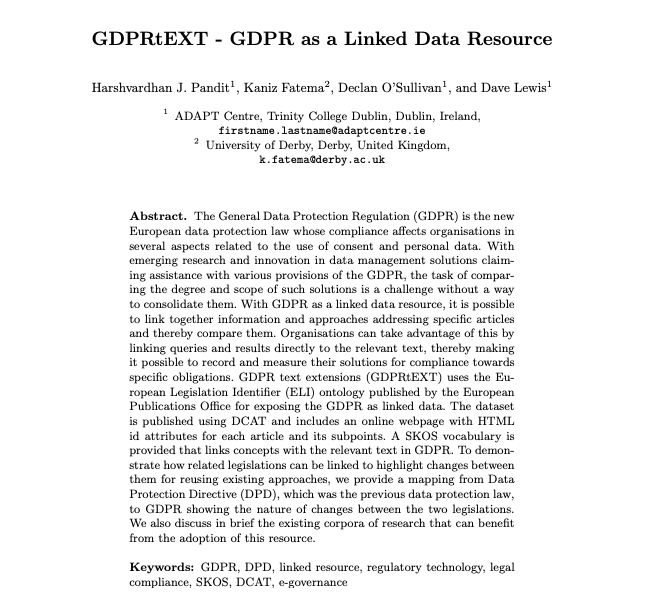 GDPRtEXT - GDPR as a Linked Data Resource
Harshvardhan J. Pandit1, Kaniz Fatema2, Declan O'Sullivan1, and Dave Lewis1
1 ADAPT Centre, Trinity College Dublin, Dublin, Ireland,
firstname.lastname@adaptcentre.ie
2 University of Derby, Derby, United Kingdom,
k.fatema@derby.ac.uk
Abstract. The General Data Protection Regulation (GDPR) is the new
European data protection law whose compliance affects organisations in
several aspects related to the use of consent and personal data. With
emerging research and innovation in data management solutions claim-
ing assistance with various provisions of the GDPR, the task of compar-
ing the degree and scope of such solutions is a challenge without a way
to consolidate them. With GDPR as a linked data resource, it is possible
to link together information and approaches addressing specific articles
and thereby compare them. Organisations can take advantage of this by
linking queries and results directly to the relevant text, thereby making
it possible to record and measure their solutions for compliance towards
specific obligations. GDPR text extensions (GDPRtEXT) uses the Eu-
ropean Legislation Identifier (ELI) ontology published by the European
Publications Office for exposing the GDPR as linked data. The dataset
is published using DCAT and includes an online webpage with HTML
id attributes for each article and its subpoints. A SKOS vocabulary is
provided that links concepts with the relevant text in GDPR. To demon-
strate how related legislations can be linked to highlight changes between
them for reusing existing approaches, we provide a mapping from Data
Protection Directive (DPD), which was the previous data protection law,
to GDPR showing the nature of changes between the two legislations.
We also discuss in brief the existing corpora of research that can benefit
from the adoption of this resource.
Keywords: GDPR, DPD, linked resource, regulatory technology, legal
compliance, SKOS, DCAT, e-governance